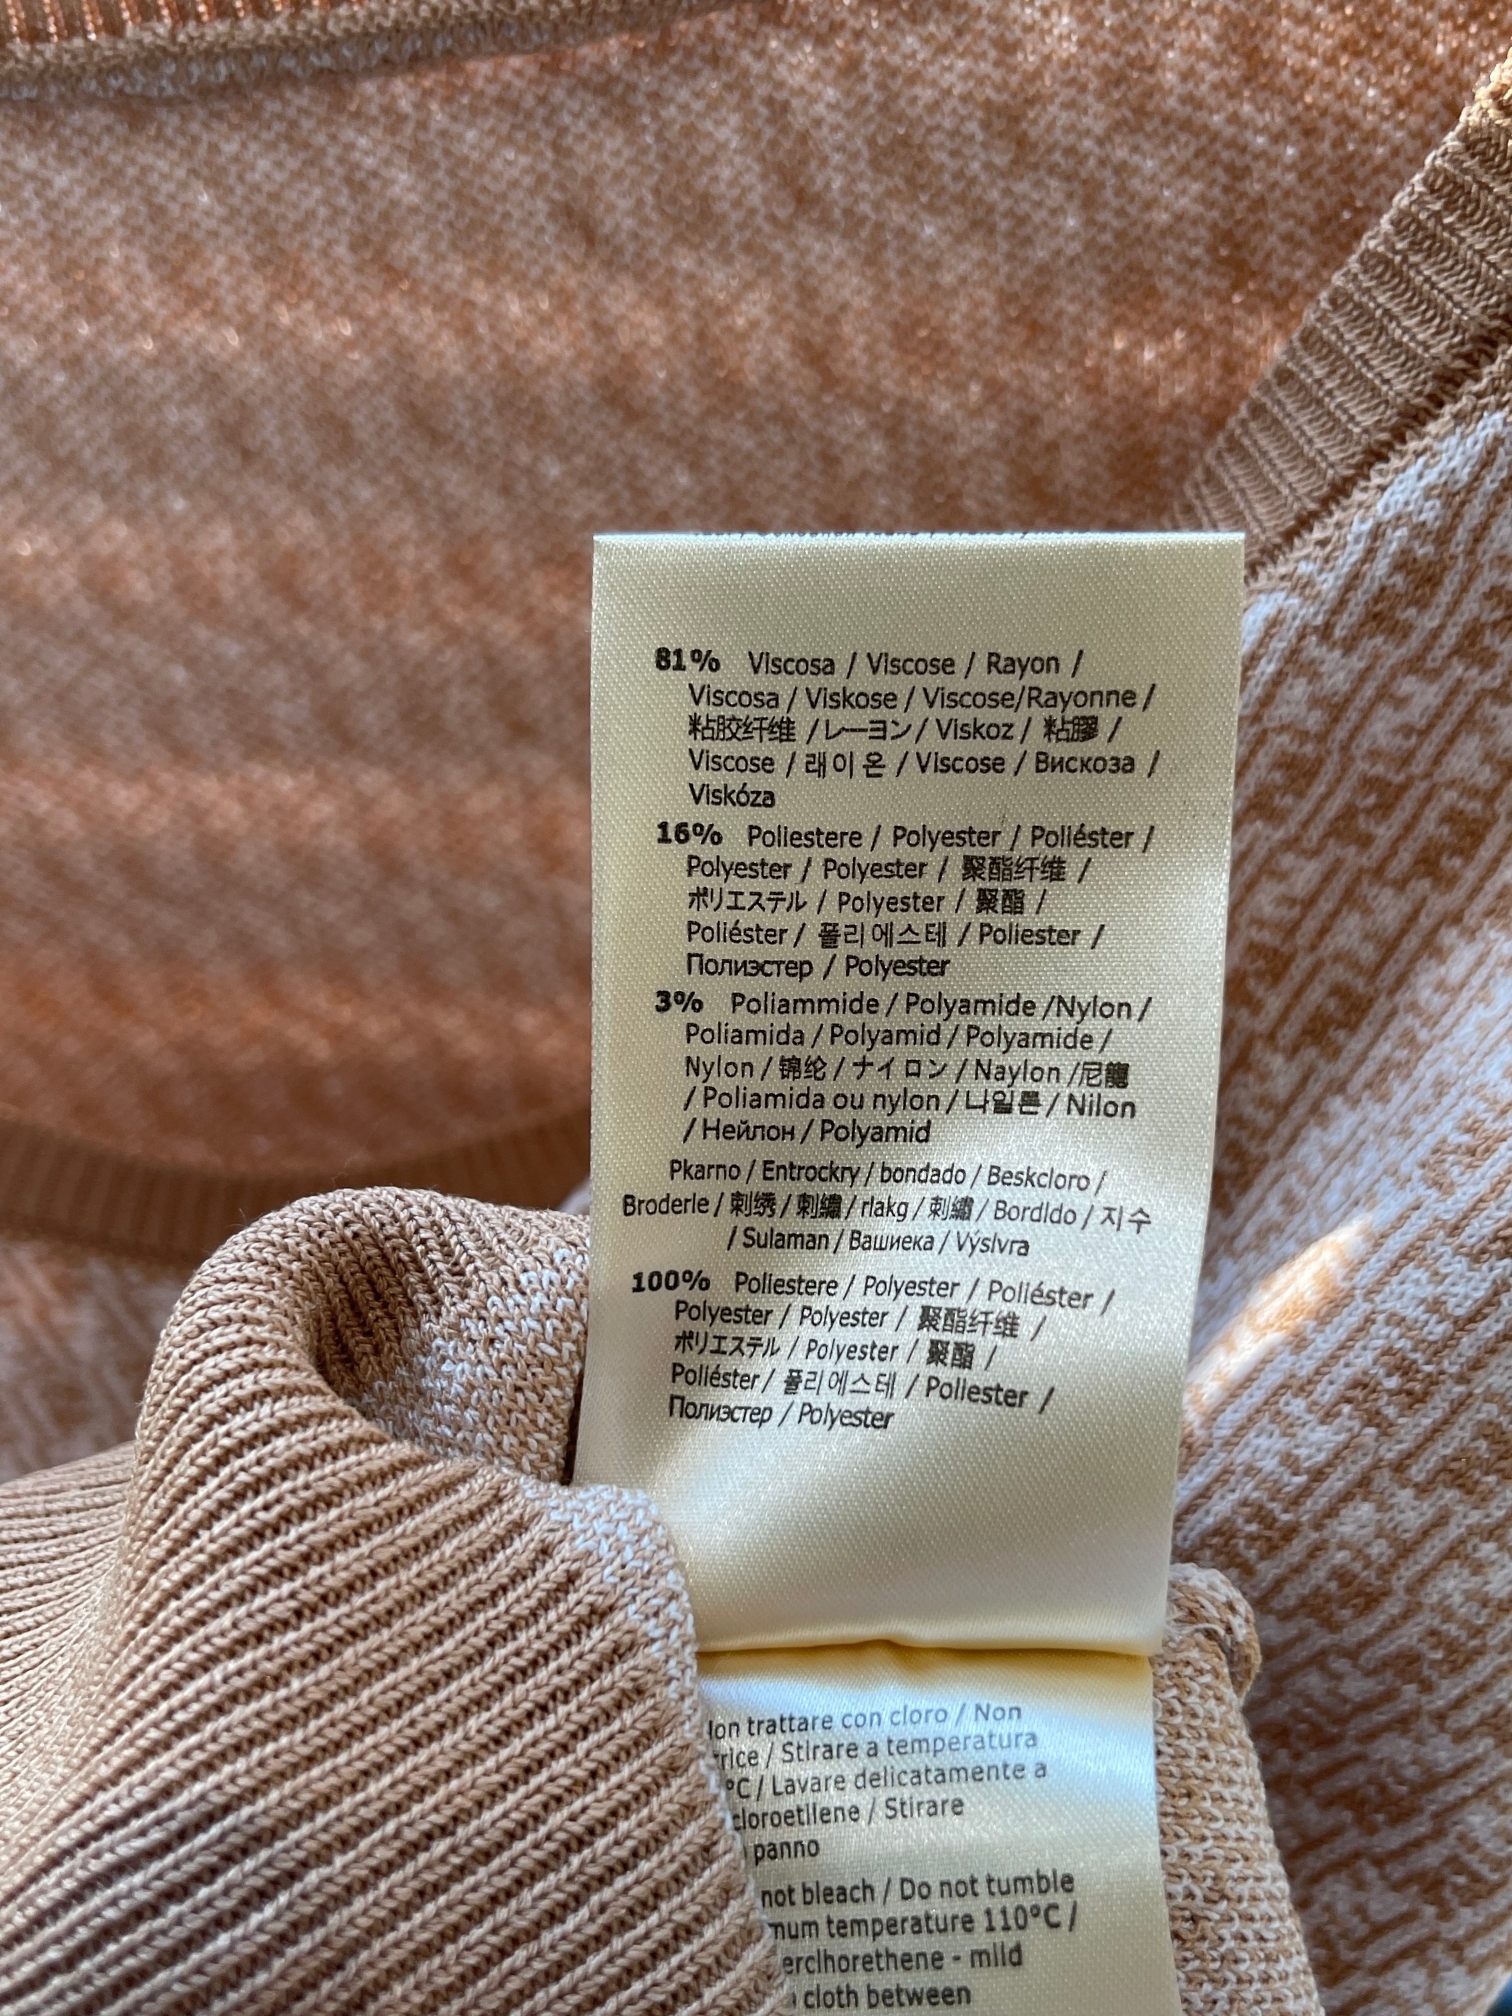 81% Viscosa / Viscose / Rayon /
Viscosa / Viskose / Viscose/Rayonne /
粘胶纤维 /レーヨン/ Viskoz / 粘膠 /
Viscose / 래이온 / Viscose / Вискоза /
Viskóza
16% Poliestere / Polyester / Poliéster /
Polyester / Polyester / 聚酯纤维 /
ポリエステル / Polyester / 聚酯 /
Poliéster / 폴리에스테 / Poliester /
Полиэстер / Polyester
3% Poliammide / Polyamide /Nylon /
Poliamida / Polyamid / Polyamide /
Nylon / 锦纶 / ナイロン / Naylon /尼龍
/ Poliamida ou nylon / 나일론 / Nilon
/ Нейлон / Polyamid
Pkarno / Entrockry / bondado / Beskcloro /
Broderle / 刺绣 / 刺繡 / rlakg / 刺繡 / Bordldo / 지수
/ Sulaman / Вашиека / Výslvra
100% Poliestere / Polyester / Poliéster /
Polyester / Polyester / 聚酯纤维 /
ポリエステル / Polyester / 聚酯 /
Poliéster / 폴리에스테 / Poliester /
Полиэстер / Polyester
on trattare con cloro / Non
rice / Stirare a temperatura
°C / Lavare delicatamente a
cloroetilene / Stirare
panno
not bleach / Do not tumble
mum temperature 110°C /
erclhorethene - mild
cloth between